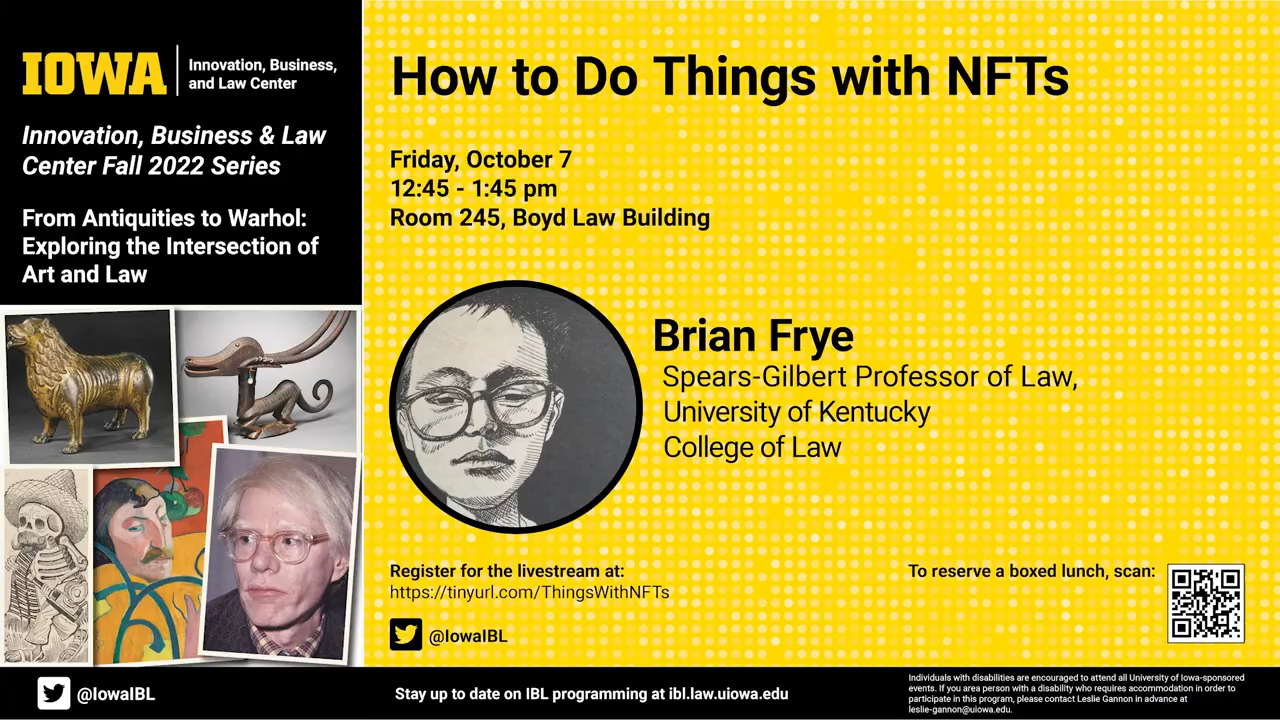 IOWA
Innovation, Business,
and Law Center
Innovation, Business & Law
Center Fall 2022 Series
From Antiquities to Warhol:
Exploring the Intersection of
Art and Law
How to Do Things with NFTs
Friday, October 7
12:45 - 1:45 pm
Room 245, Boyd Law Building
Brian Frye
Spears-Gilbert Professor of Law,
University of Kentucky
College of Law
Register for the livestream at:
https://tinyurl.com/ThingsWithNFTs
@IowaIBL
To reserve a boxed lunch, scan:
@IowaIBL
Stay up to date on IBL programming at ibl.law.uiowa.edu
Individuals with disabilities are encouraged to attend all University of Iowa-sponsored
events. If you area person with a disability who requires accommodation in order to
participate in this program, please contact Leslie Gannon in advance at
leslie-gannon@uiowa.edu.